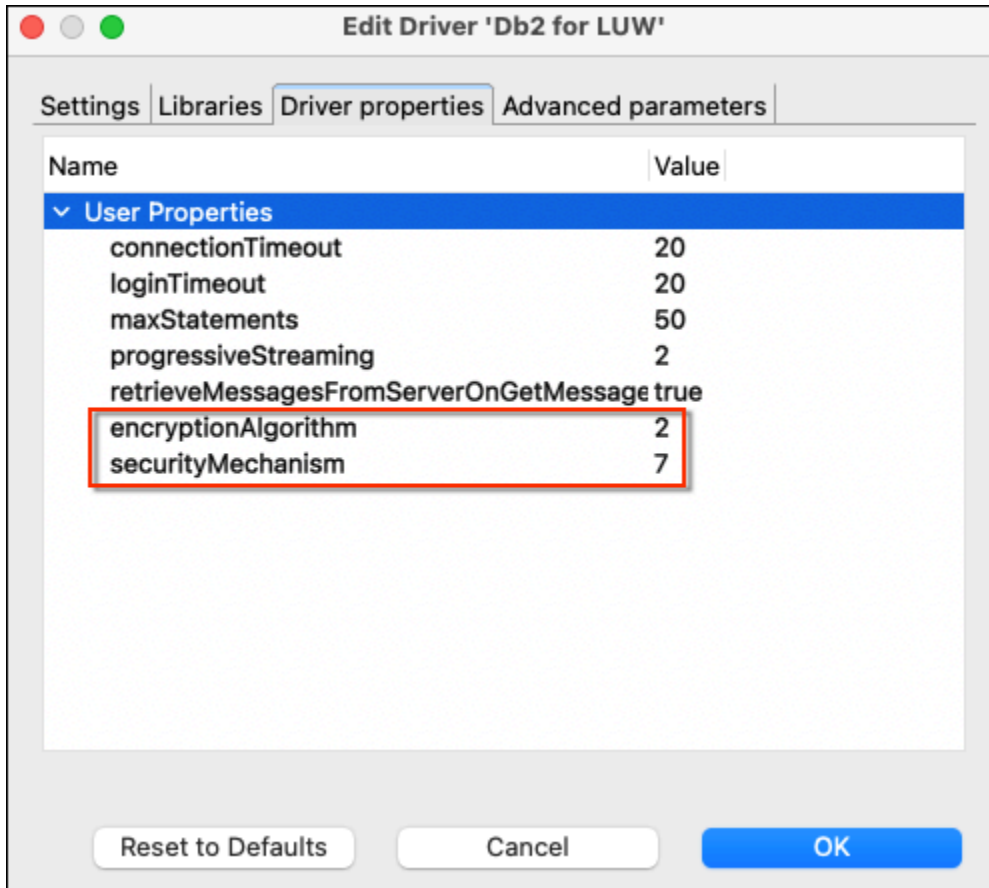 Edit Driver 'Db2 for LUW'
Settings Libraries Driver properties Advanced parameters
Name Value
User Properties
connectionTimeout 20
loginTimeout 20
maxStatements 50
progressiveStreaming 2
retrieveMessagesFromServerOnGetMessage true
encryptionAlgorithm 2
securityMechanism 7
Reset to Defaults Cancel OK